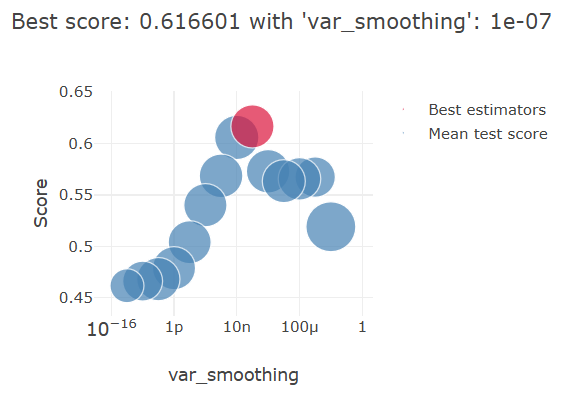 Best score: 0.616601 with 'var_smoothing': 1e-07
0.65
0.6
0.55
0.5
0.45
Score
10−16
1p
10n
100μ
1
var_smoothing
Best estimators
Mean test score